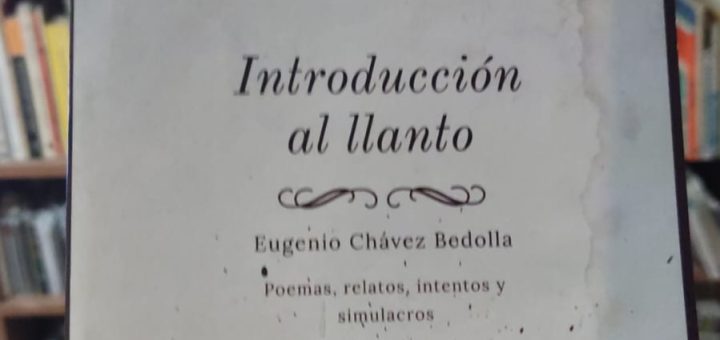 Introducción
al llanto
Eugenio Chávez Bedolla
Poemas, relatos, intentos y
simulacros